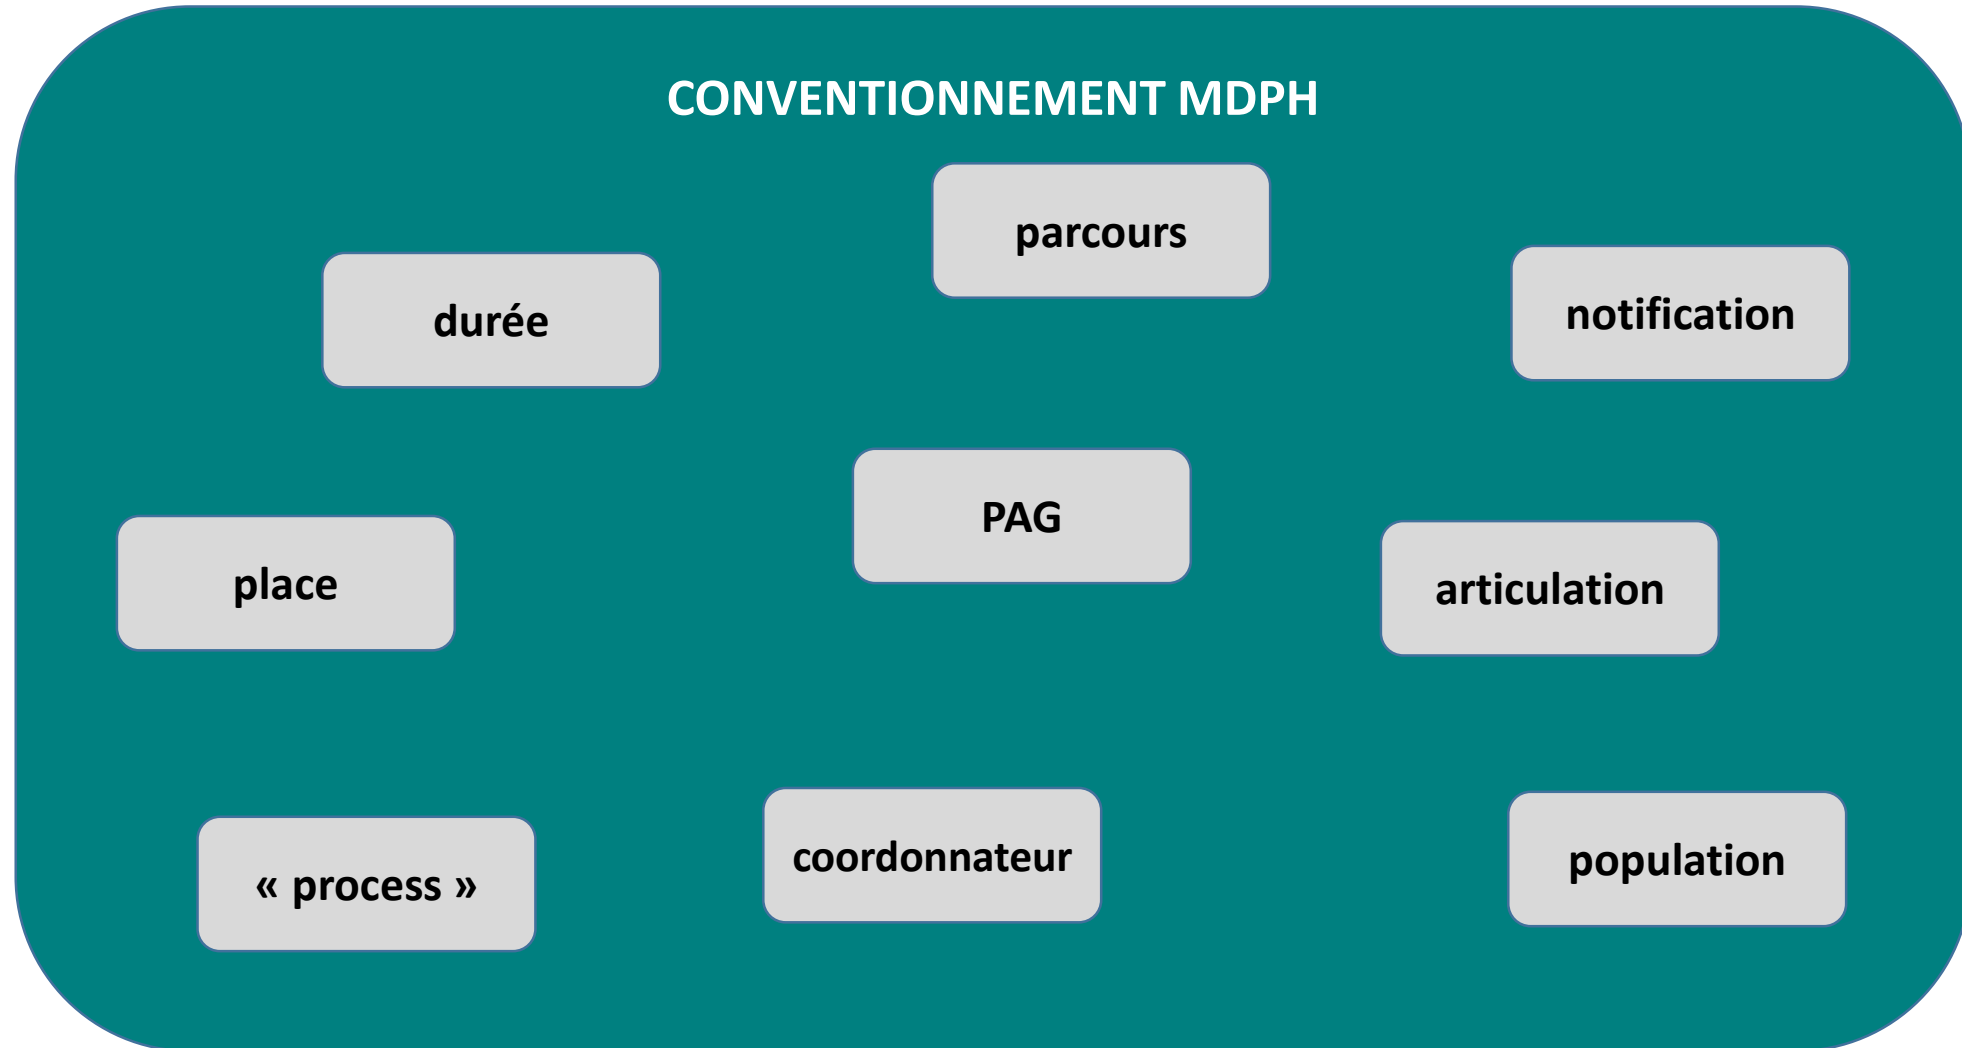 CONVENTIONNEMENT MDPH
parcours
durée
notification
PAG
place
articulation
« process »
coordonnateur
population